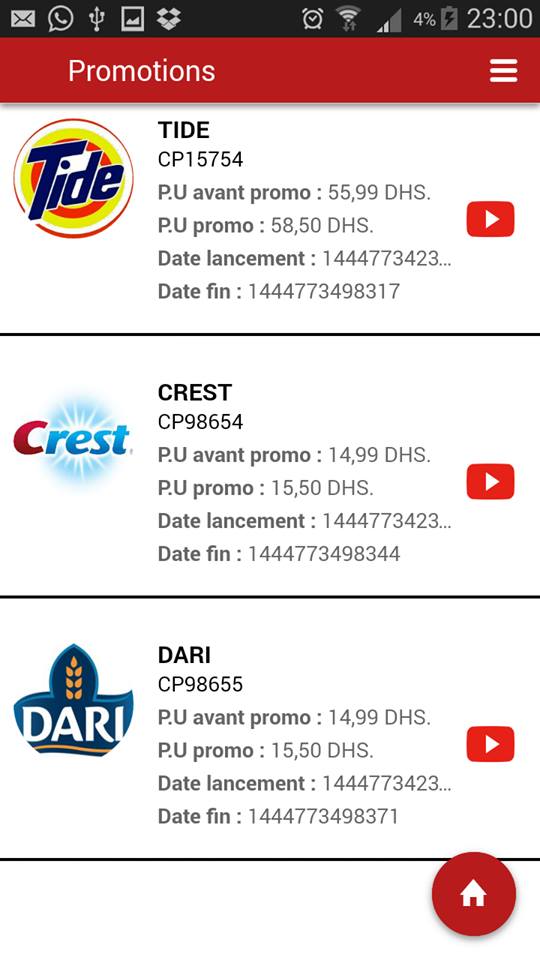 4% 23:00
Promotions
Tide
TIDE
CP15754
P.U avant promo : 55,99 DHS.
P.U promo : 58,50 DHS.
Date lancement : 1444773423...
Date fin : 1444773498317
Crest
CREST
CP98654
P.U avant promo : 14,99 DHS.
P.U promo : 15,50 DHS.
Date lancement : 1444773423...
Date fin : 1444773498344
DARI
DARI
CP98655
P.U avant promo : 14,99 DHS.
P.U promo : 15,50 DHS.
Date lancement : 1444773423...
Date fin : 1444773498371